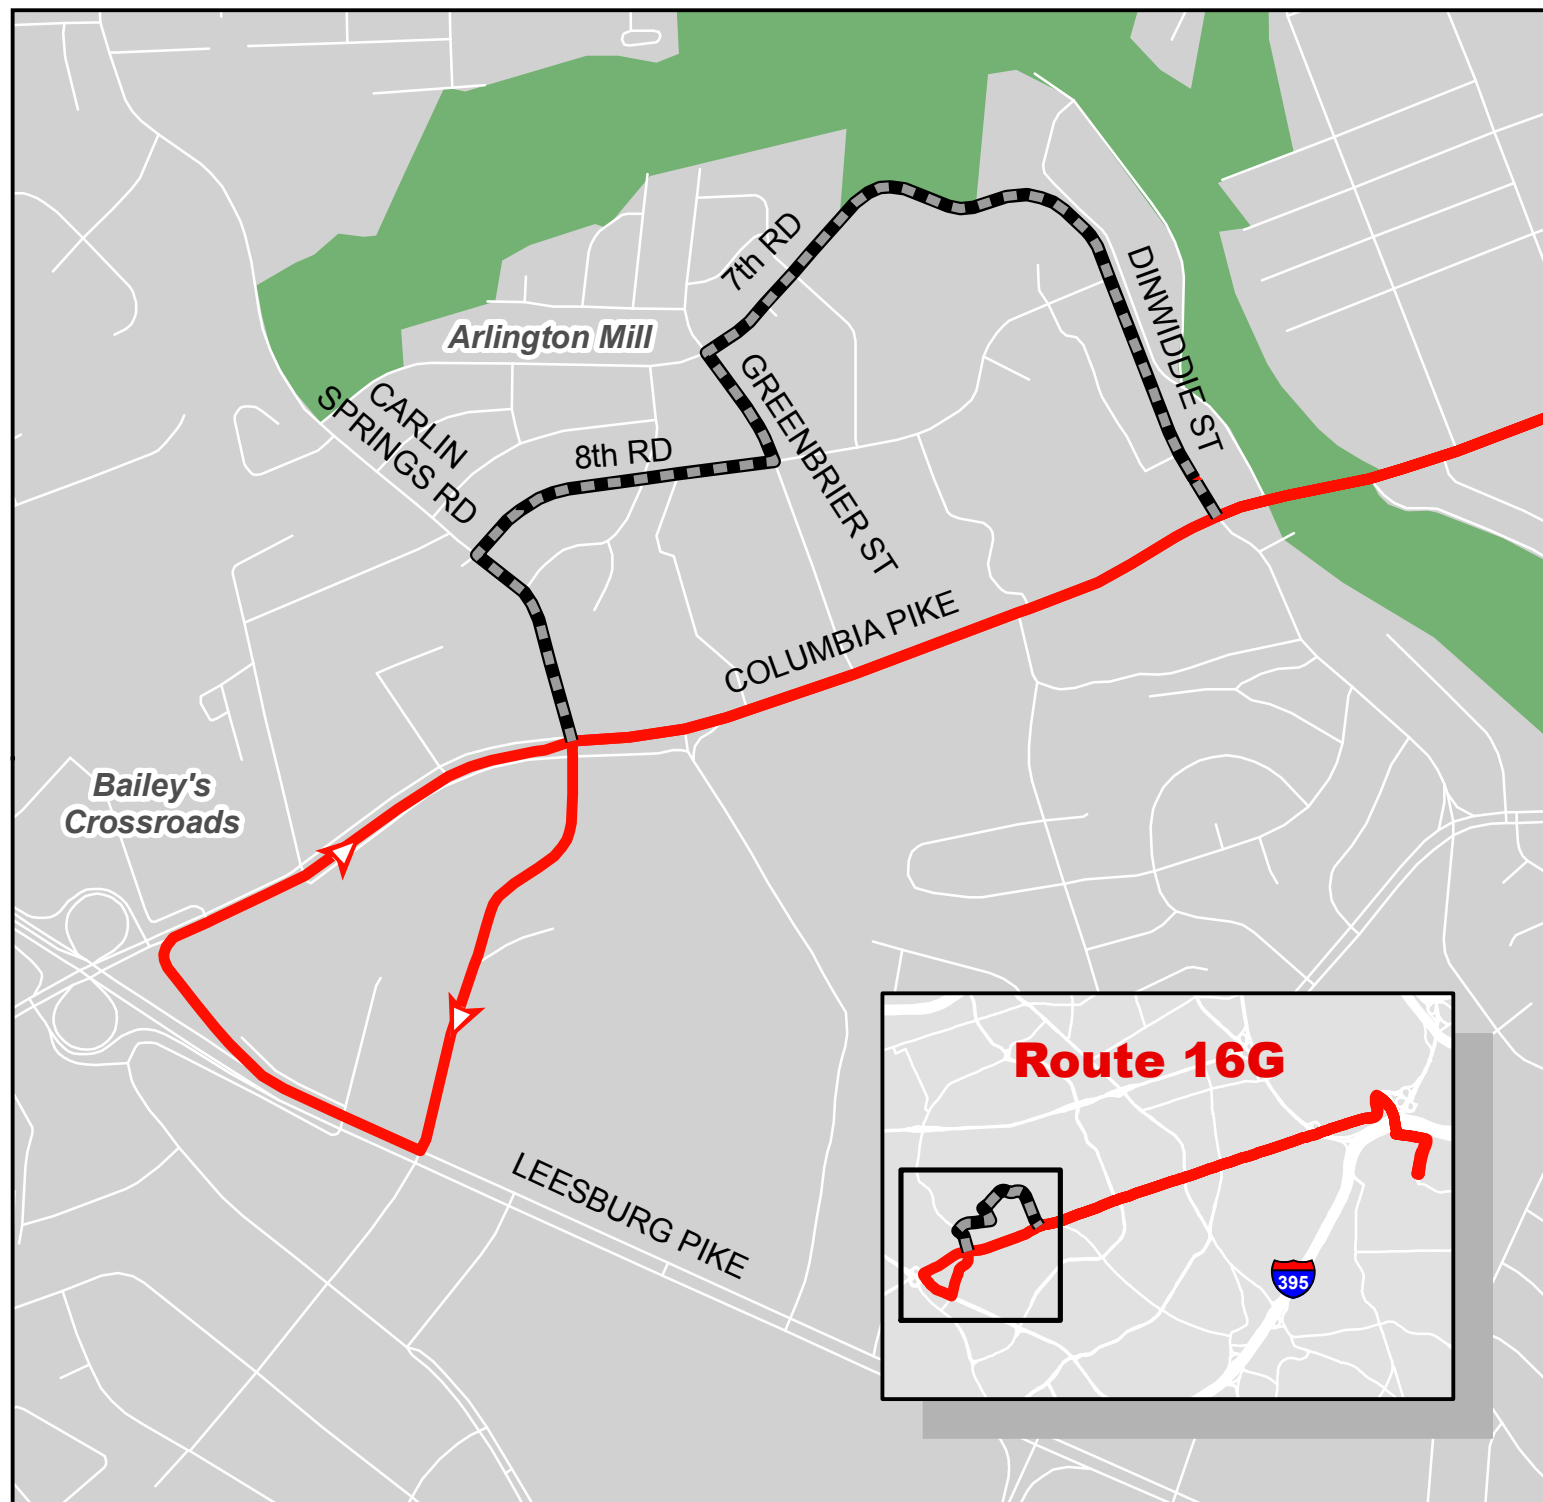 7th RD
DINWIDDIE ST
Arlington Mill
GREENBRIER ST
CARLIN
SPRINGS RD
8th RD
COLUMBIA PIKE
Bailey's
Crossroads
LEESBURG PIKE
Route 16G
395